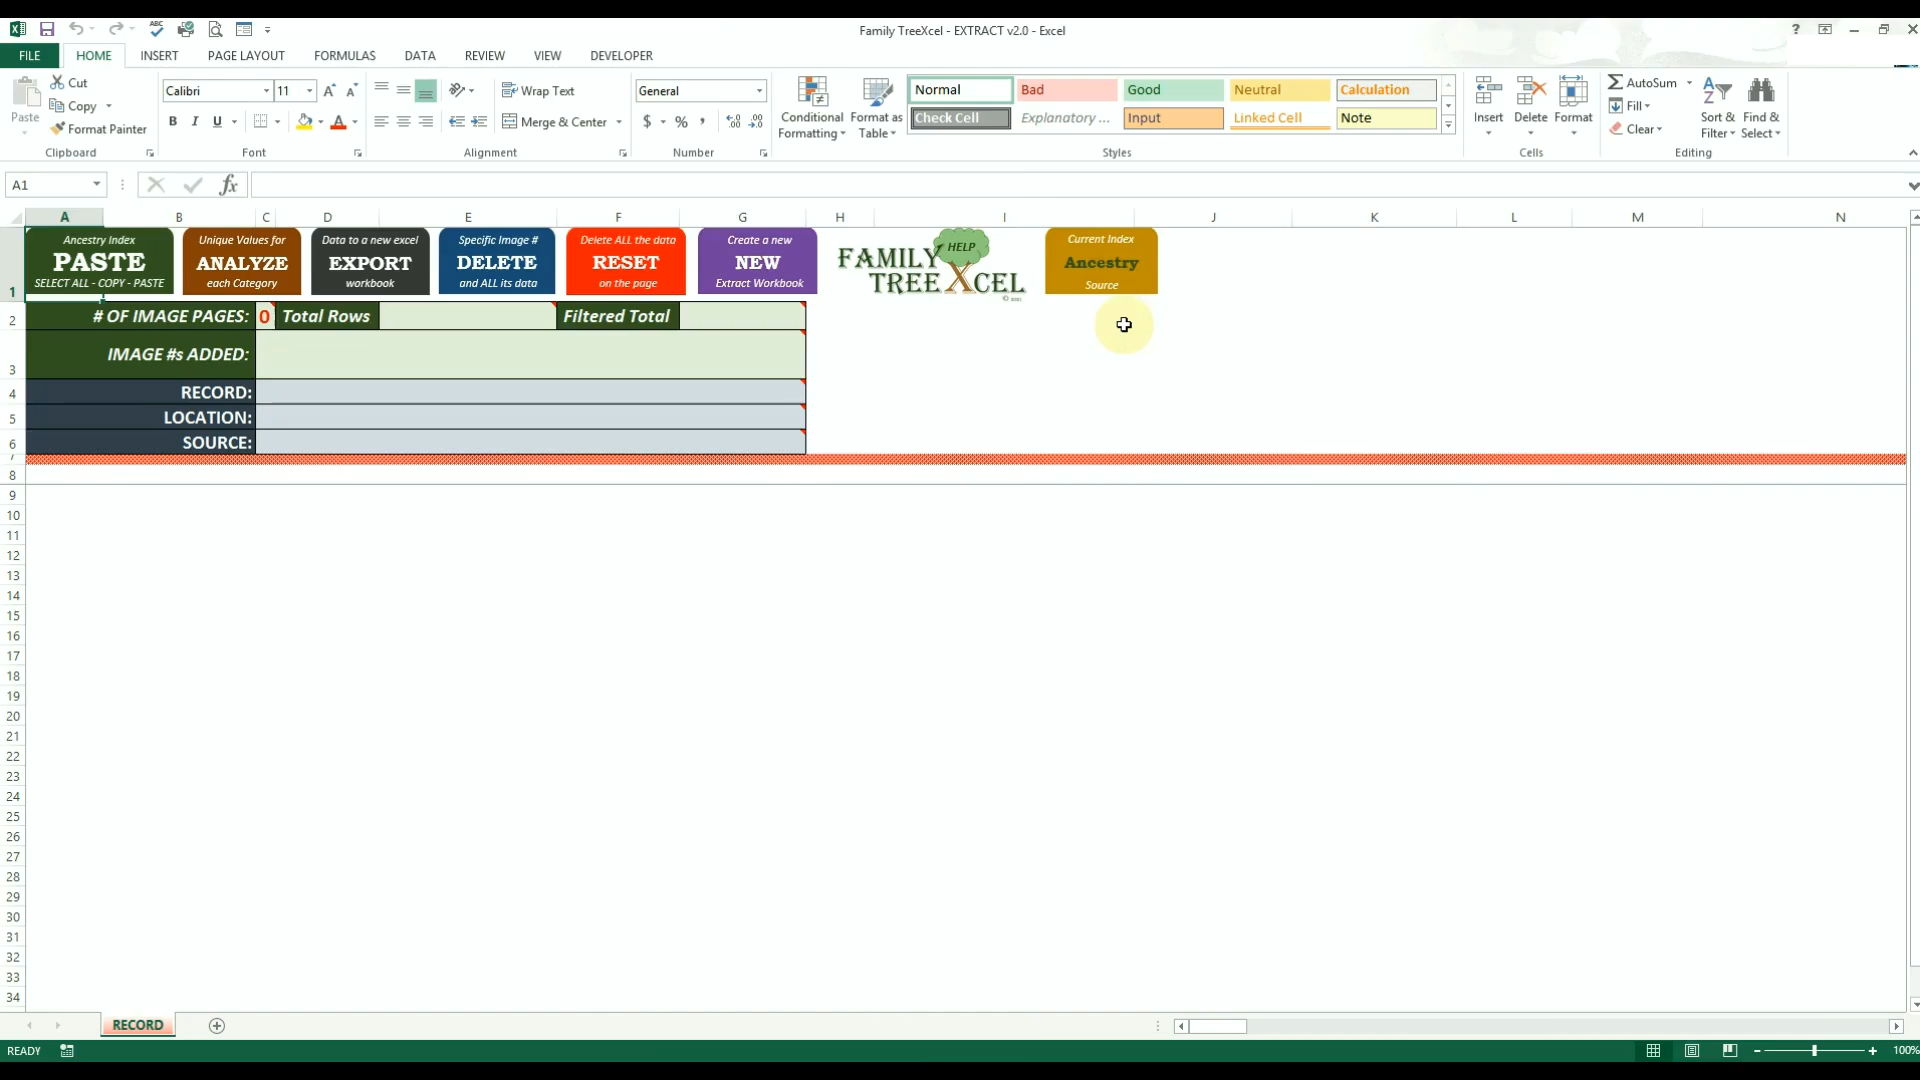 Family TreeXcel - EXTRACT v2.0 - Excel
FILE HOME INSERT PAGE LAYOUT FORMULAS DATA REVIEW VIEW DEVELOPER
Paste
Cut
Copy
Format Painter
Clipboard
Calibri 11
B I U
Font
Wrap Text
Merge & Center
Alignment
General
$ % ,
Number
Conditional Formatting
Format as Table
Normal Bad Good Neutral Calculation
Check Cell Explanatory ... Input Linked Cell Note
Styles
Insert Delete Format
Cells
AutoSum
Fill
Clear
Sort & Filter
Find & Select
Editing
A1 fx
A B C D E F G H I J K L M N
Ancestry Index
PASTE
SELECT ALL - COPY - PASTE
Unique Values for
ANALYZE
each Category
Data to a new excel
EXPORT
workbook
Specific Image #
DELETE
and ALL its data
Delete ALL the data
RESET
on the page
Create a new
NEW
Extract Workbook
HELP
FAMILY
TREEXCEL
Current Index
Ancestry
Source
1
2 # OF IMAGE PAGES: 0 Total Rows Filtered Total
3 IMAGE #s ADDED:
4 RECORD:
5 LOCATION:
6 SOURCE:
7
8
9
10
11
12
13
14
15
16
17
18
19
20
21
22
23
24
25
26
27
28
29
30
31
32
33
34
RECORD
READY
100%